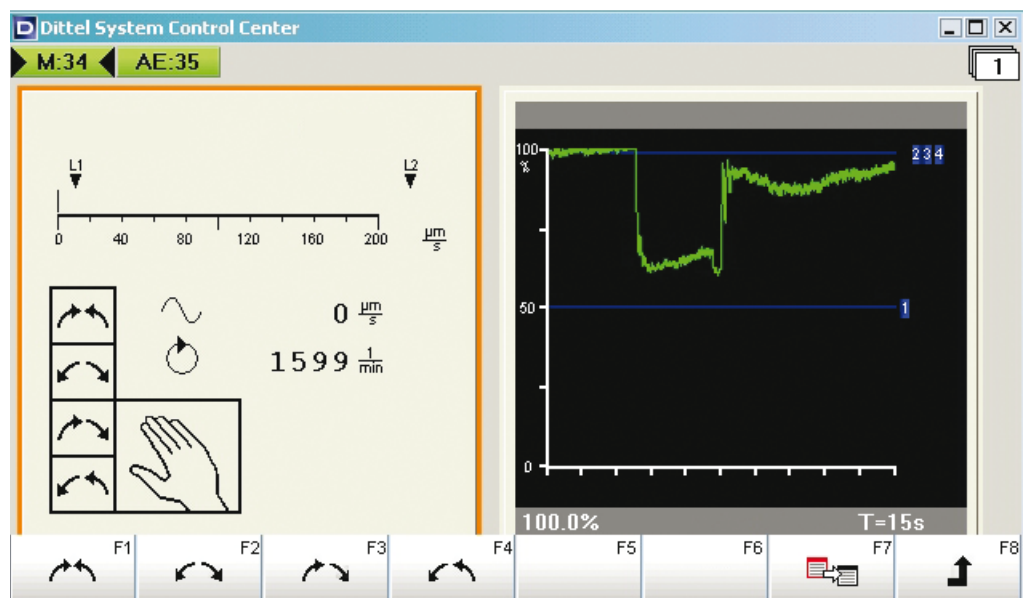 Dittel System Control Center
M:34 AE:35
1
L1 L2
0 40 80 120 160 200 µm/s
0 µm/s
1599 1/min
100
%
2 3 4
50
1
0
100.0% T=15s
F1 F2 F3 F4 F5 F6 F7 F8